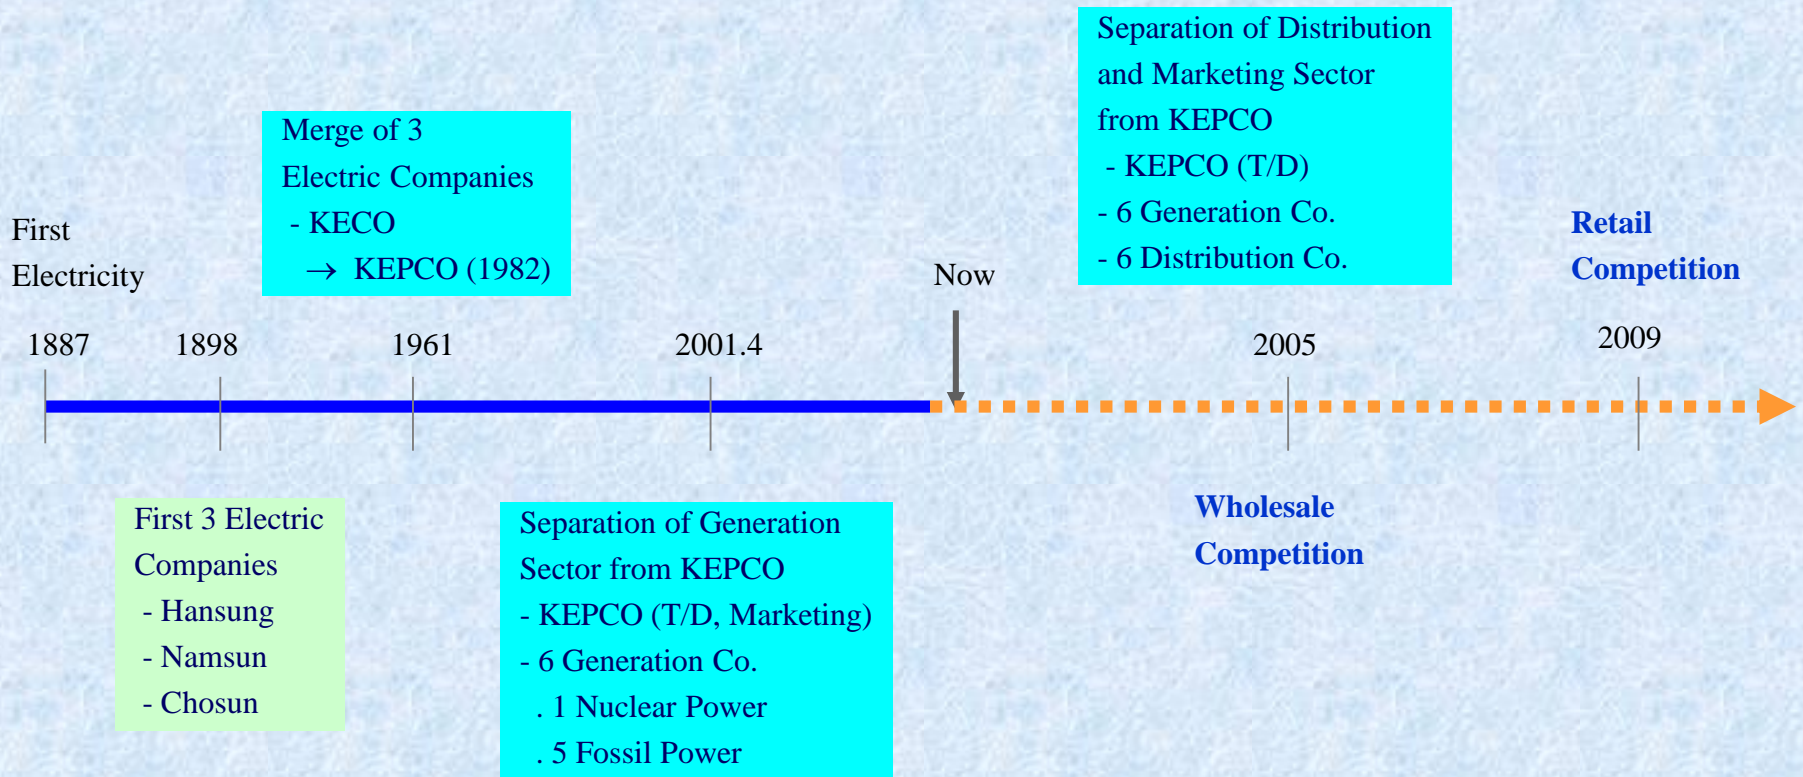 First
Electricity
Merge of 3
Electric Companies
- KECO
→ KEPCO (1982)
Now
Separation of Distribution
and Marketing Sector
from KEPCO
- KEPCO (T/D)
- 6 Generation Co.
- 6 Distribution Co.
Retail
Competition
1887
1898
1961
2001.4
2005
2009
First 3 Electric
Companies
- Hansung
- Namsun
- Chosun
Separation of Generation
Sector from KEPCO
- KEPCO (T/D, Marketing)
- 6 Generation Co.
. 1 Nuclear Power
. 5 Fossil Power
Wholesale
Competition